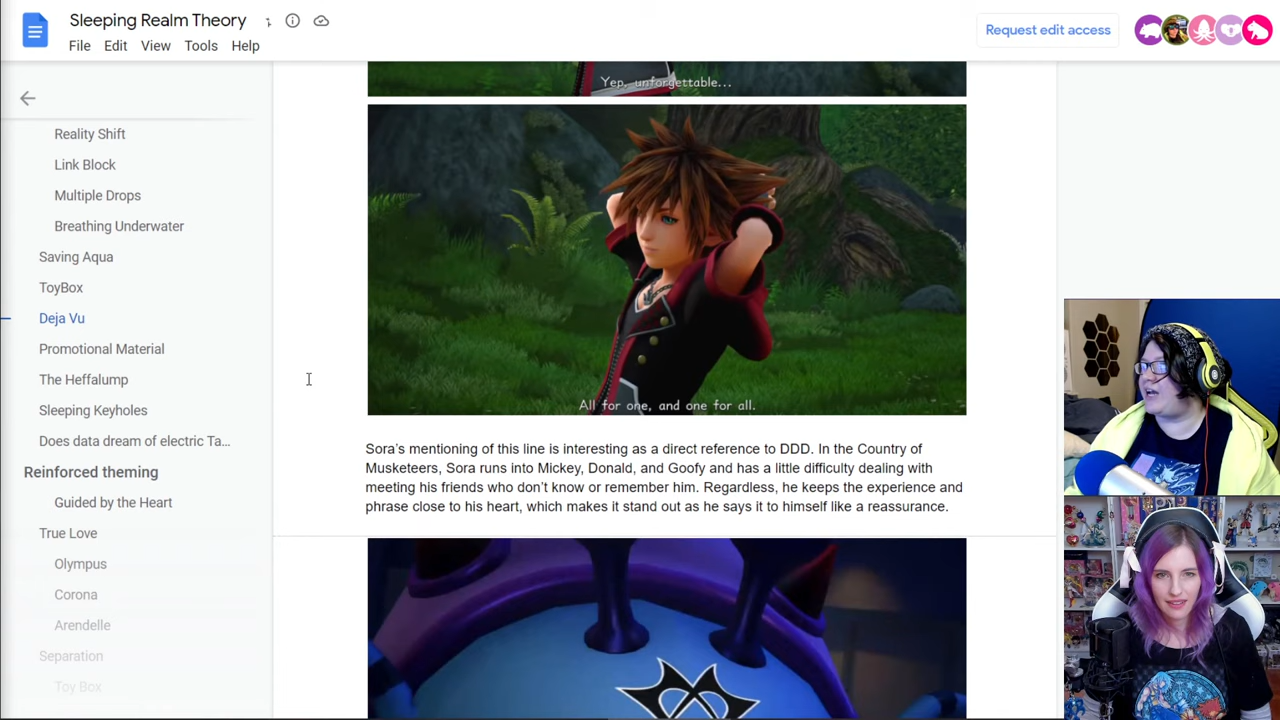 Sleeping Realm Theory
File Edit View Tools Help
Request edit access
Reality Shift
Link Block
Multiple Drops
Breathing Underwater
Saving Aqua
ToyBox
Deja Vu
Promotional Material
The Heffalump
Sleeping Keyholes
Does data dream of electric Ta...
Reinforced theming
Guided by the Heart
True Love
Olympus
Corona
Arendelle
Separation
Toy Box
Yep, unforgettable...
All for one, and one for all.
Sora's mentioning of this line is interesting as a direct reference to DDD. In the Country of
Musketeers, Sora runs into Mickey, Donald, and Goofy and has a little difficulty dealing with
meeting his friends who don't know or remember him. Regardless, he keeps the experience and
phrase close to his heart, which makes it stand out as he says it to himself like a reassurance.